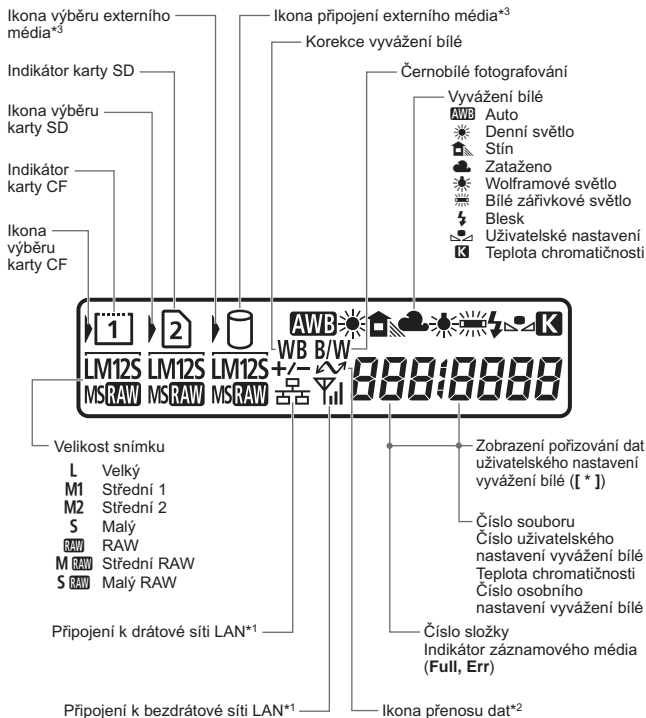 Ikona výběru externího
média*3
Ikona připojení externího média*3
Korekce vyvážení bílé
Indikátor karty SD
Černobílé fotografování
Ikona výběru
karty SD
Vyvážení bílé
AWB Auto
Denní světlo
Stín
Zataženo
Wolframové světlo
Bílé zářivkové světlo
Blesk
Uživatelské nastavení
K Teplota chromatičnosti
Indikátor
karty CF
Ikona
výběru
karty CF
1 2 AWB K
WB B/W
LM12S LM12S LM12S +/- 888:8888
MS RAW MS RAW MS RAW
Velikost snímku
L Velký
M1 Střední 1
M2 Střední 2
S Malý
RAW RAW
M RAW Střední RAW
S RAW Malý RAW
Zobrazení pořizování dat
uživatelského nastavení
vyvážení bílé ([ * ])
Číslo souboru
Číslo uživatelského
nastavení vyvážení bílé
Teplota chromatičnosti
Číslo osobního
nastavení vyvážení bílé
Připojení k drátové síti LAN*1
Číslo složky
Indikátor záznamového média
(Full, Err)
Připojení k bezdrátové síti LAN*1
Ikona přenosu dat*2